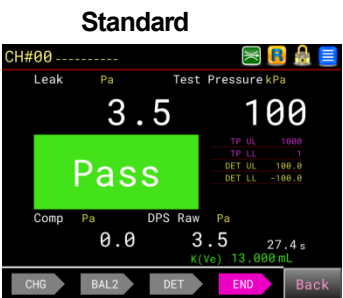 Standard
CH#00 ----------
R
Leak Pa Test Pressure kPa
3.5 100
Pass
TP UL 1000
TP LL 1
DET UL 100.0
DET LL -100.0
Comp Pa DPS Raw Pa
0.0 3.5 27.4 s
K(Ve) 13.000 mL
CHG BAL2 DET END Back